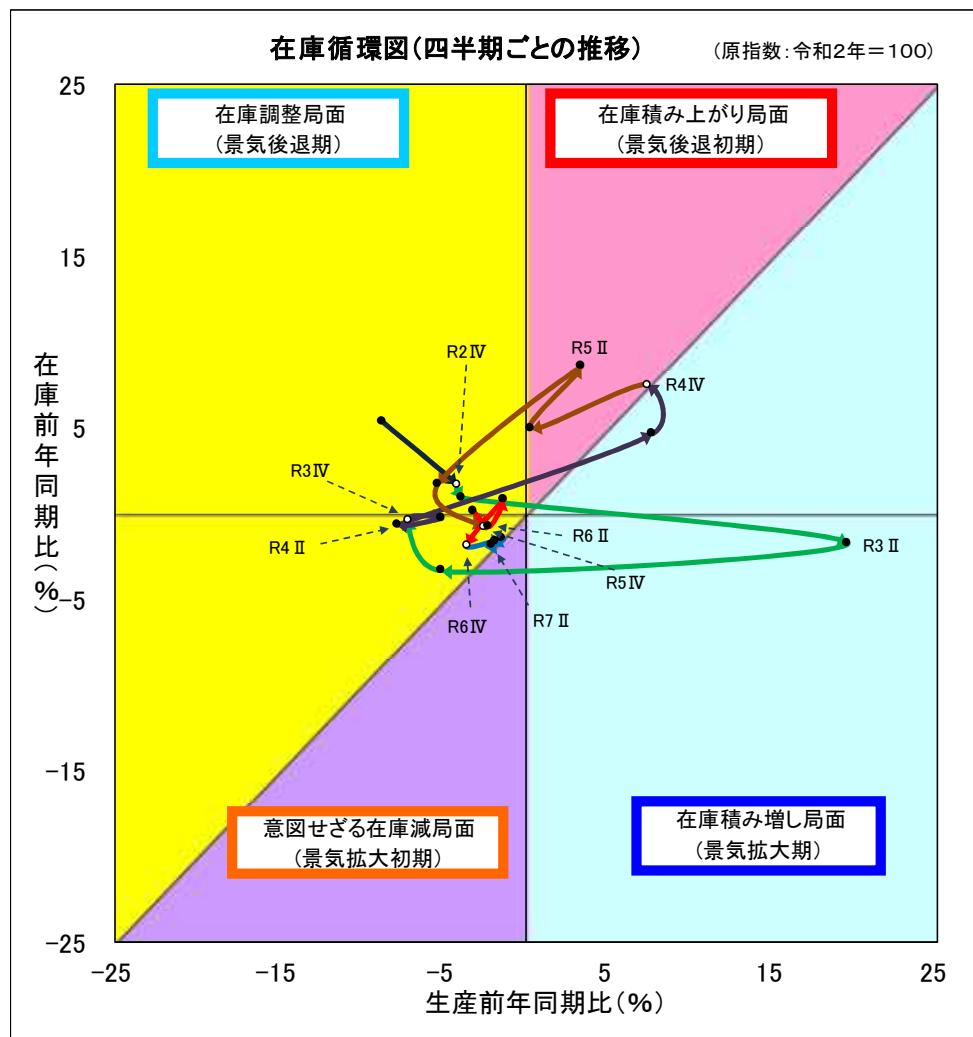 在庫循環図(四半期ごとの推移)
(原指数:令和2年=100)
25
在庫調整局面
(景気後退期)
在庫積み上がり局面
(景気後退初期)
15
在庫前年同期比(%)
R2Ⅳ
R5Ⅱ
R4Ⅳ
5
R3Ⅳ
R4Ⅱ
R6Ⅱ
R3Ⅱ
R5Ⅳ
-5
R6Ⅳ
R7Ⅱ
-15
意図せざる在庫減局面
(景気拡大初期)
在庫積み増し局面
(景気拡大期)
-25
-25
-15
-5
5
15
25
生産前年同期比(%)